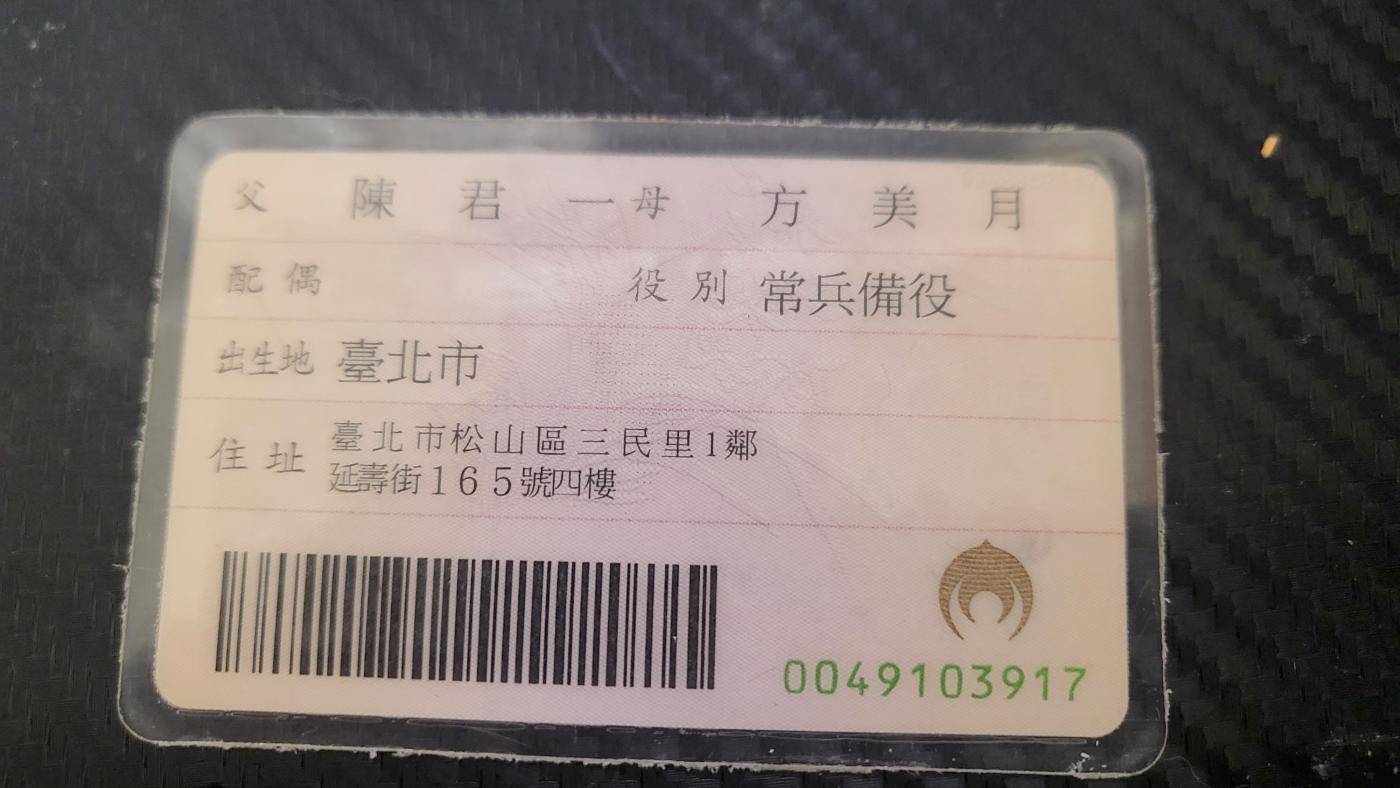 父 陳君一 母 方美月
配偶 役別 常兵備役
出生地 臺北市
住址 臺北市松山區三民里1鄰
延壽街165號四樓
0049103917